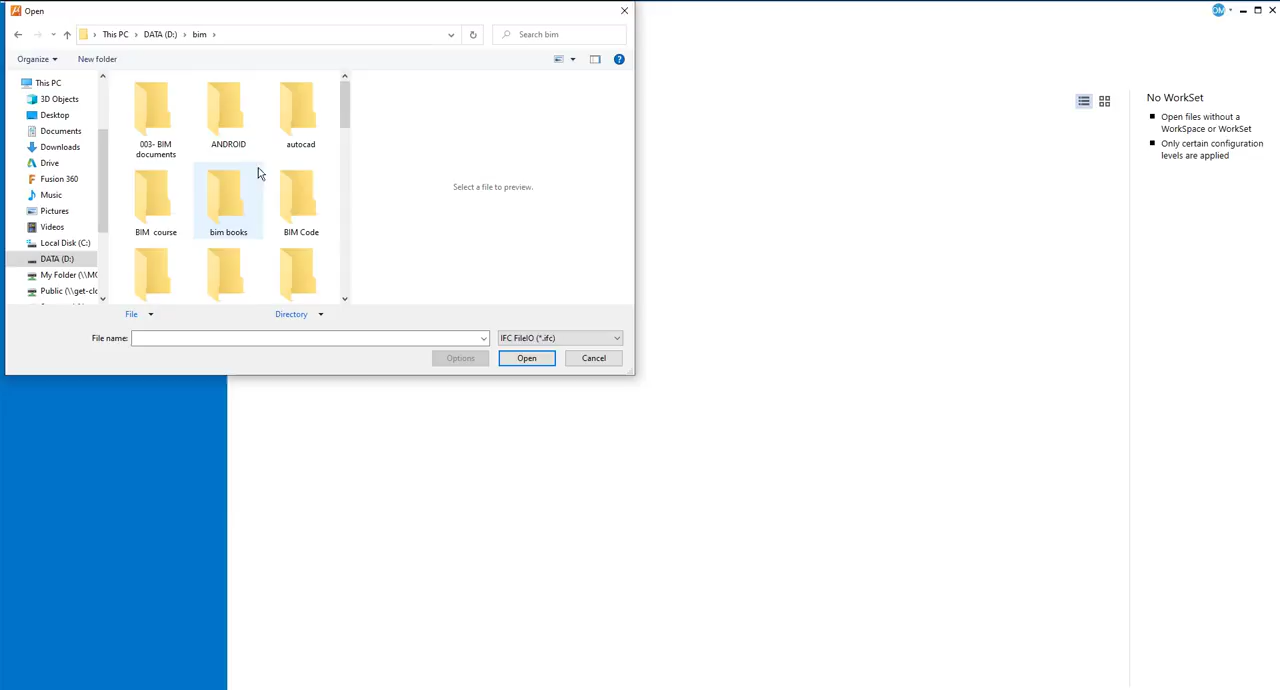 Open
DM
This PC > DATA (D:) > bim >
Search bim
Organize
New folder
This PC
3D Objects
Desktop
Documents
Downloads
Drive
Fusion 360
Music
Pictures
Videos
Local Disk (C:)
DATA (D:)
My Folder (\\MC
Public (\\get-clo
003- BIM
documents
ANDROID
autocad
BIM course
bim books
BIM Code
Select a file to preview.
File
Directory
File name:
IFC FileIO (*.ifc)
Options
Open
Cancel
No WorkSet
Open files without a
WorkSpace or WorkSet
Only certain configuration
levels are applied